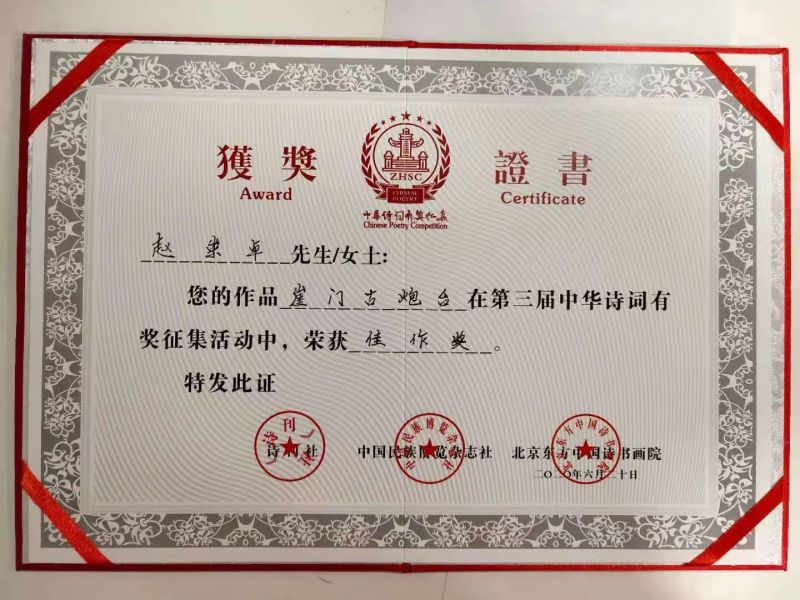 獲獎
Award
證書
Certificate
ZHSC
CHINESE
POETRY
中华诗词有奖征集
Chinese Poetry Competition
赵荣卓先生/女士:
您的作品崖门古炮台在第三届中华诗词有
奖征集活动中，荣获佳作奖。
特发此证
诗刊社
中国民族博览杂志社
北京东方中国诗书画院
二〇二〇年六月二十日